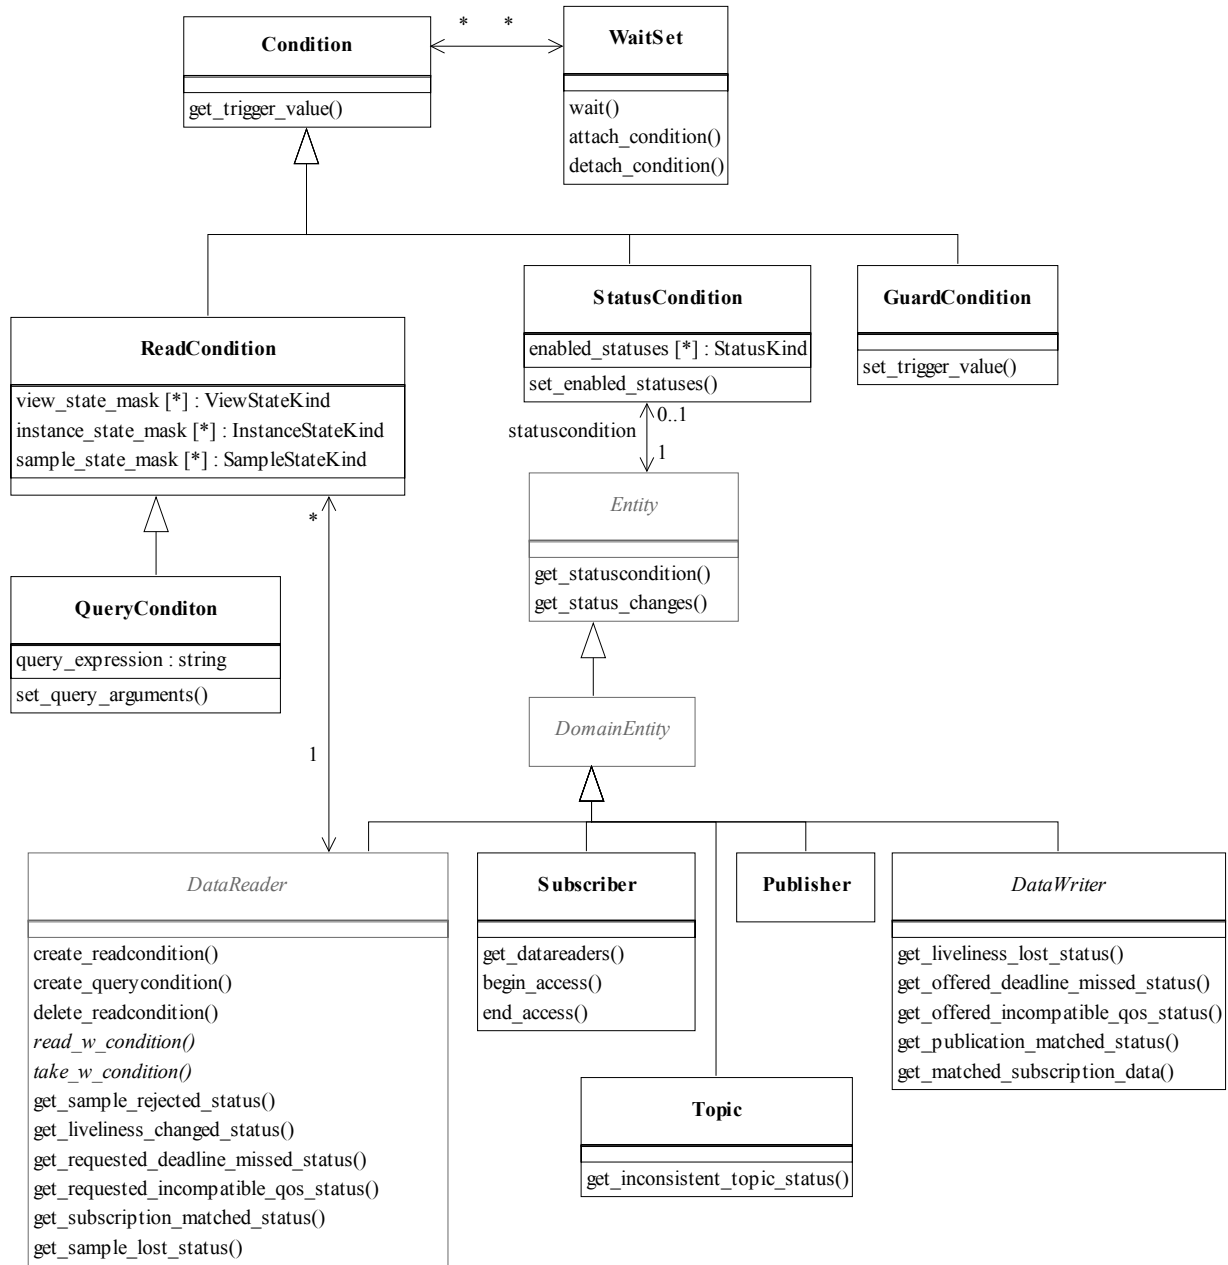 * *
Condition
get_trigger_value()
WaitSet
wait()
attach_condition()
detach_condition()
ReadCondition
view_state_mask [*] : ViewStateKind
instance_state_mask [*] : InstanceStateKind
sample_state_mask [*] : SampleStateKind
StatusCondition
enabled_statuses [*] : StatusKind
set_enabled_statuses()
GuardCondition
set_trigger_value()
0..1
statuscondition
1
*
Entity
get_statuscondition()
get_status_changes()
QueryConditon
query_expression : string
set_query_arguments()
DomainEntity
1
DataReader
create_readcondition()
create_querycondition()
delete_readcondition()
read_w_condition()
take_w_condition()
get_sample_rejected_status()
get_liveliness_changed_status()
get_requested_deadline_missed_status()
get_requested_incompatible_qos_status()
get_subscription_matched_status()
get_sample_lost_status()
Subscriber
get_datareaders()
begin_access()
end_access()
Publisher
DataWriter
get_liveliness_lost_status()
get_offered_deadline_missed_status()
get_offered_incompatible_qos_status()
get_publication_matched_status()
get_matched_subscription_data()
Topic
get_inconsistent_topic_status()